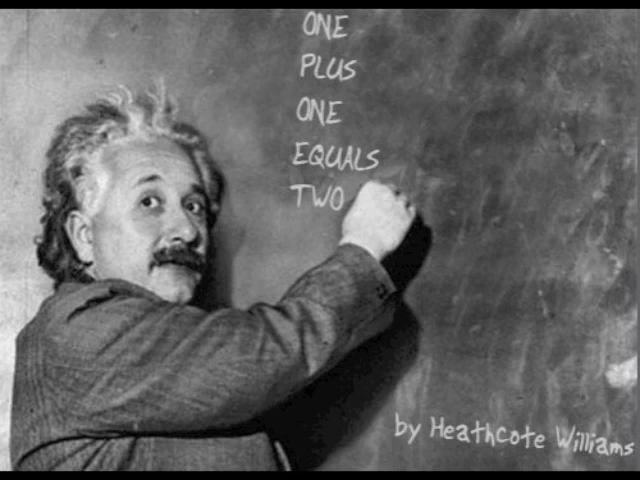 ONE
PLUS
ONE
EQUALS
TWO
by Heathcote Williams